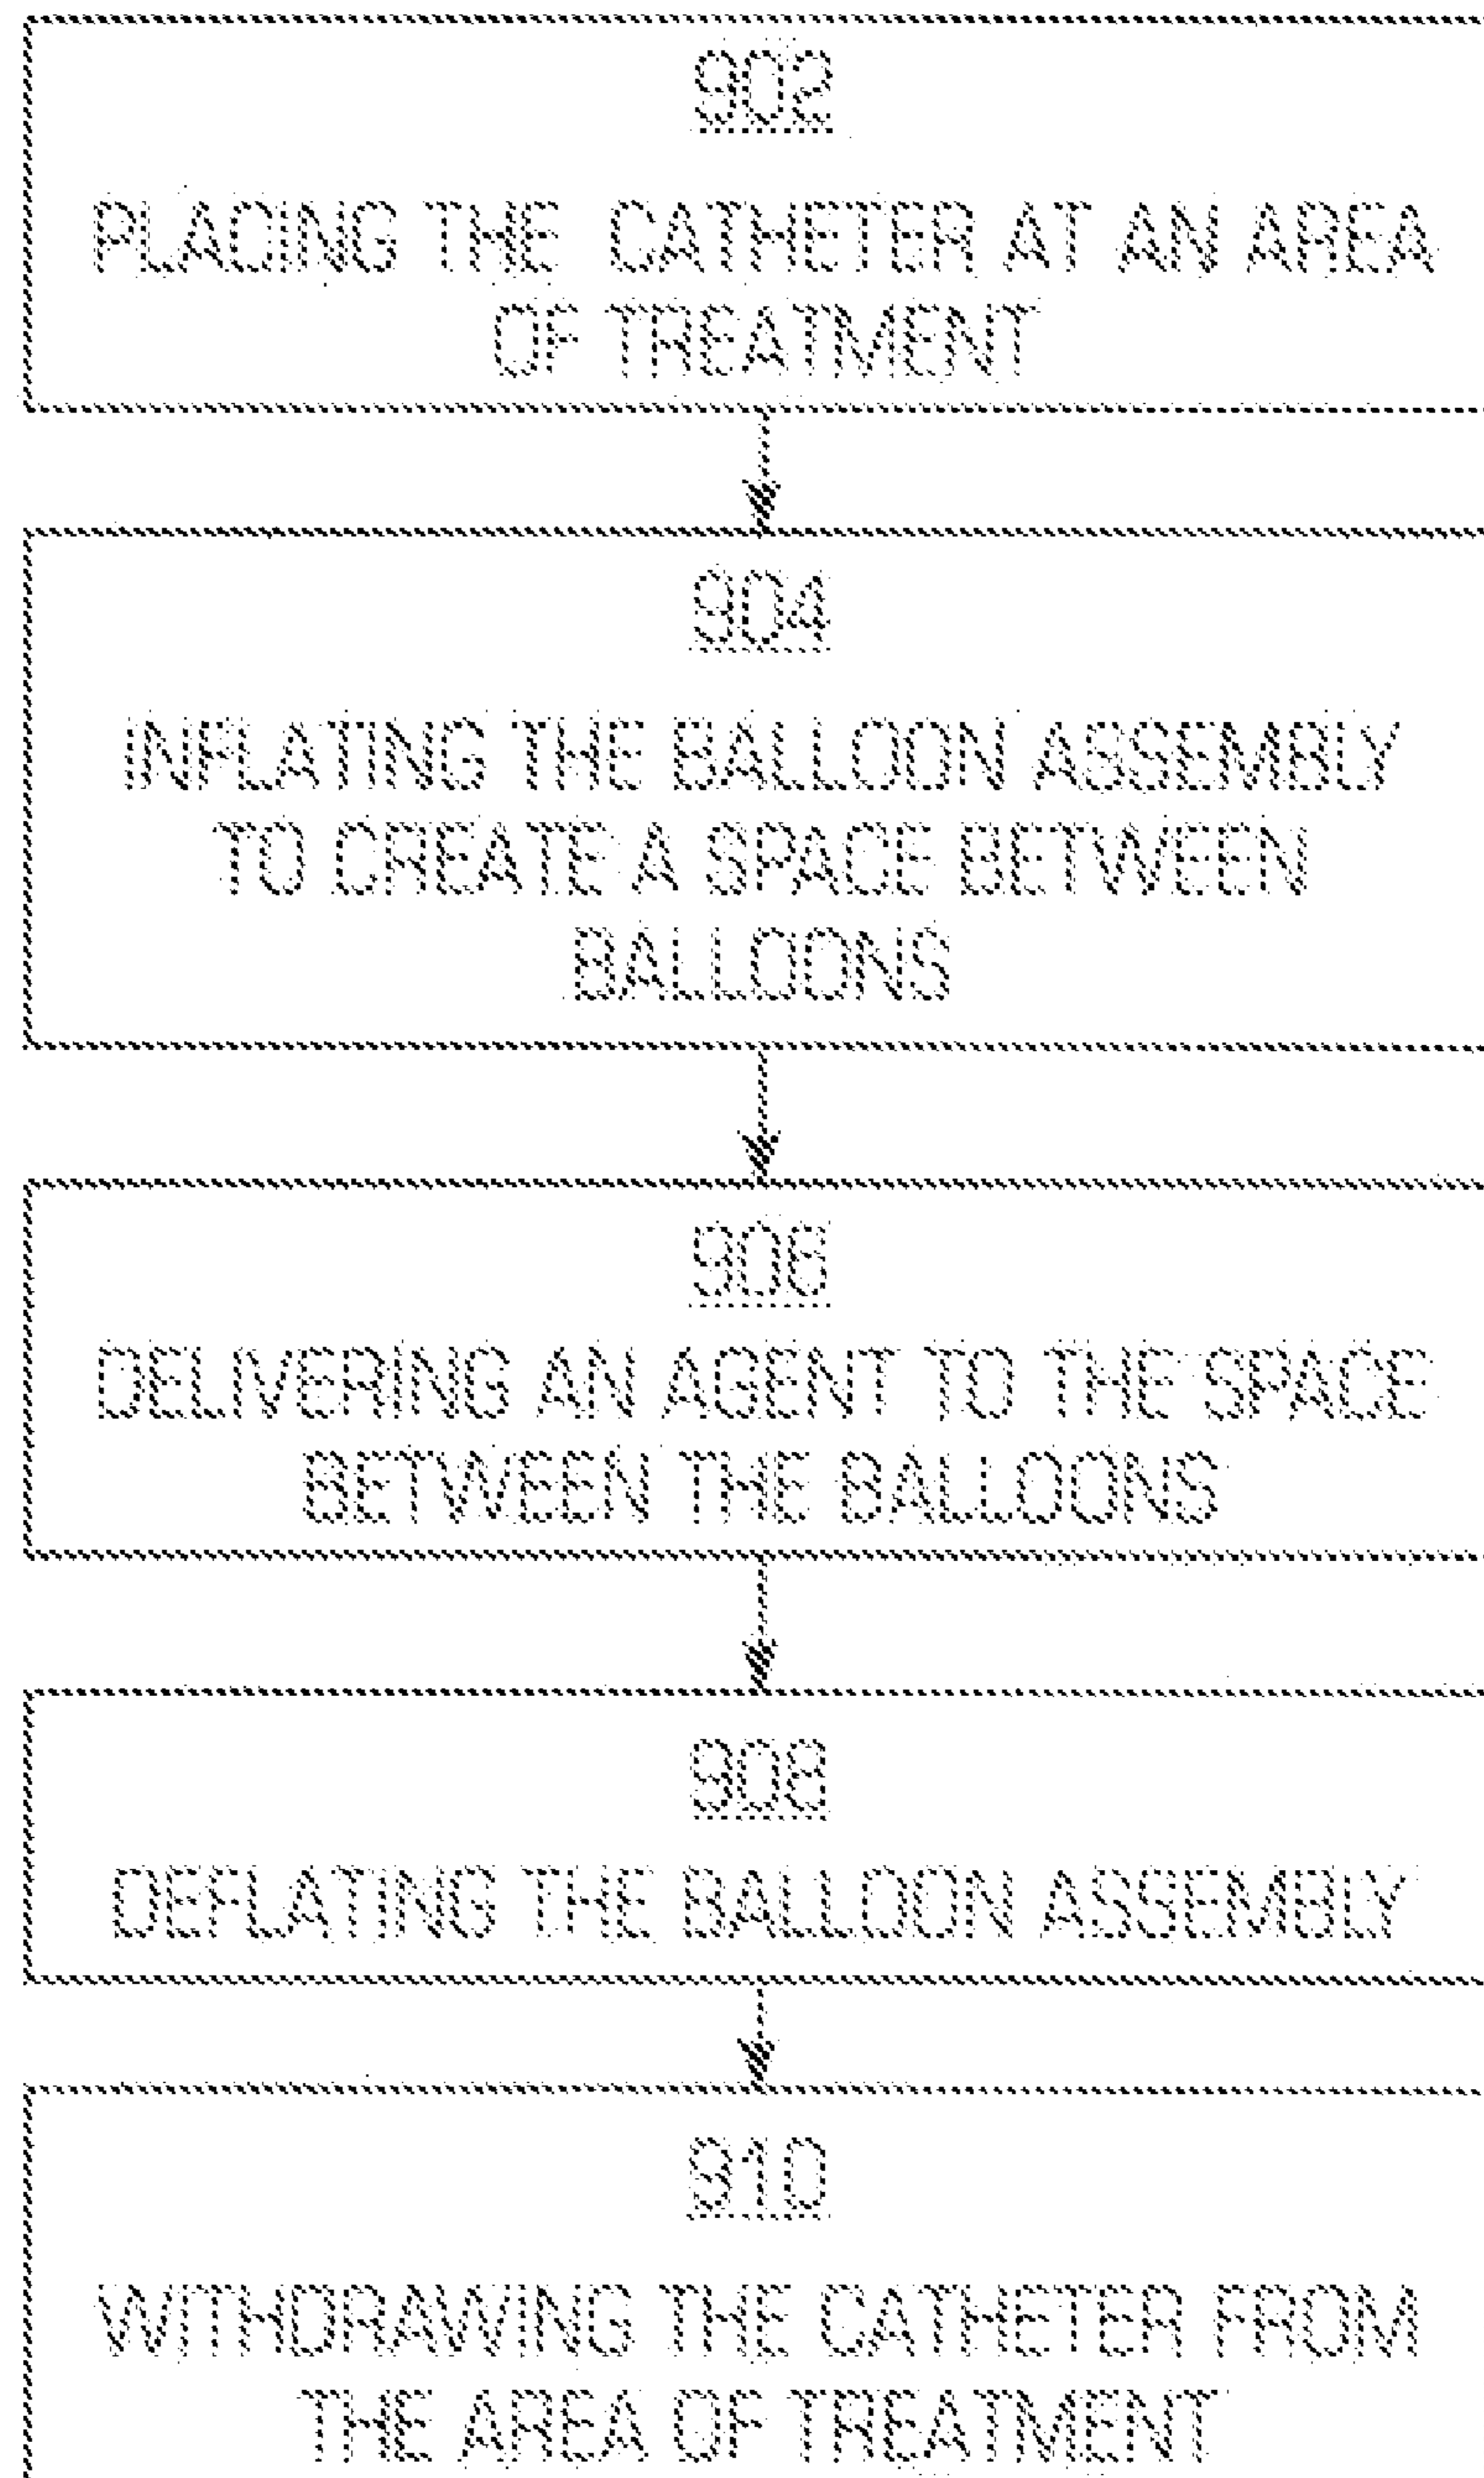 902
PLACING THE CATHETER AT AN AREA
OF TREATMENT
904
INFLATING THE BALLOON ASSEMBLY
TO CREATE A SPACE BETWEEN
BALLOONS
906
DELIVERING AN AGENT TO THE SPACE
BETWEEN THE BALLOONS
908
DEFLATING THE BALLOON ASSEMBLY
910
WITHDRAWING THE CATHETER FROM
THE AREA OF TREATMENT